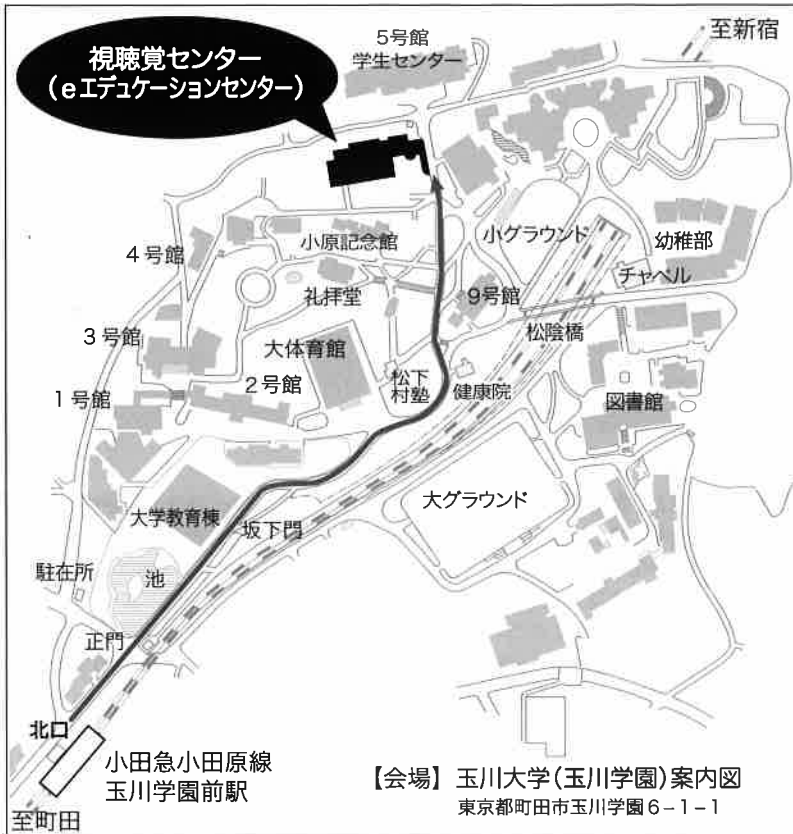 視聴覚センター
(eエデュケーションセンター)
5号館
学生センター
至新宿
小グラウンド
幼稚部
小原記念館
4号館
チャペル
礼拝堂
9号館
松陰橋
3号館
大体育館
2号館
松下
村塾
健康院
1号館
図書館
大グラウンド
大学教育棟
坂下門
駐在所
池
正門
北口
小田急小田原線
玉川学園前駅
至町田
【会場】玉川大学(玉川学園)案内図
東京都町田市玉川学園6-1-1